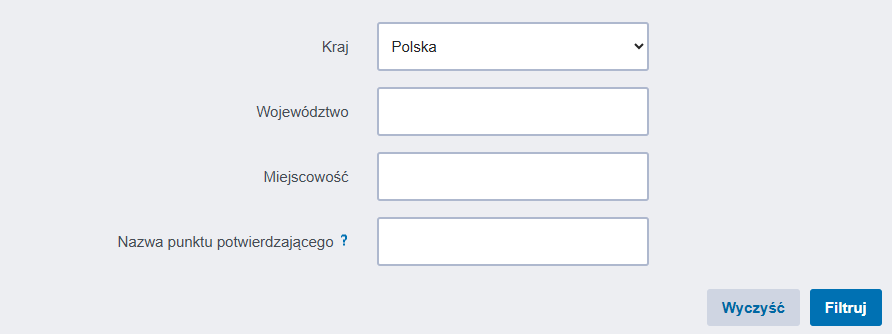 Kraj Polska
Województwo
Miejscowość
Nazwa punktu potwierdzającego ?
Wyczyść Filtruj